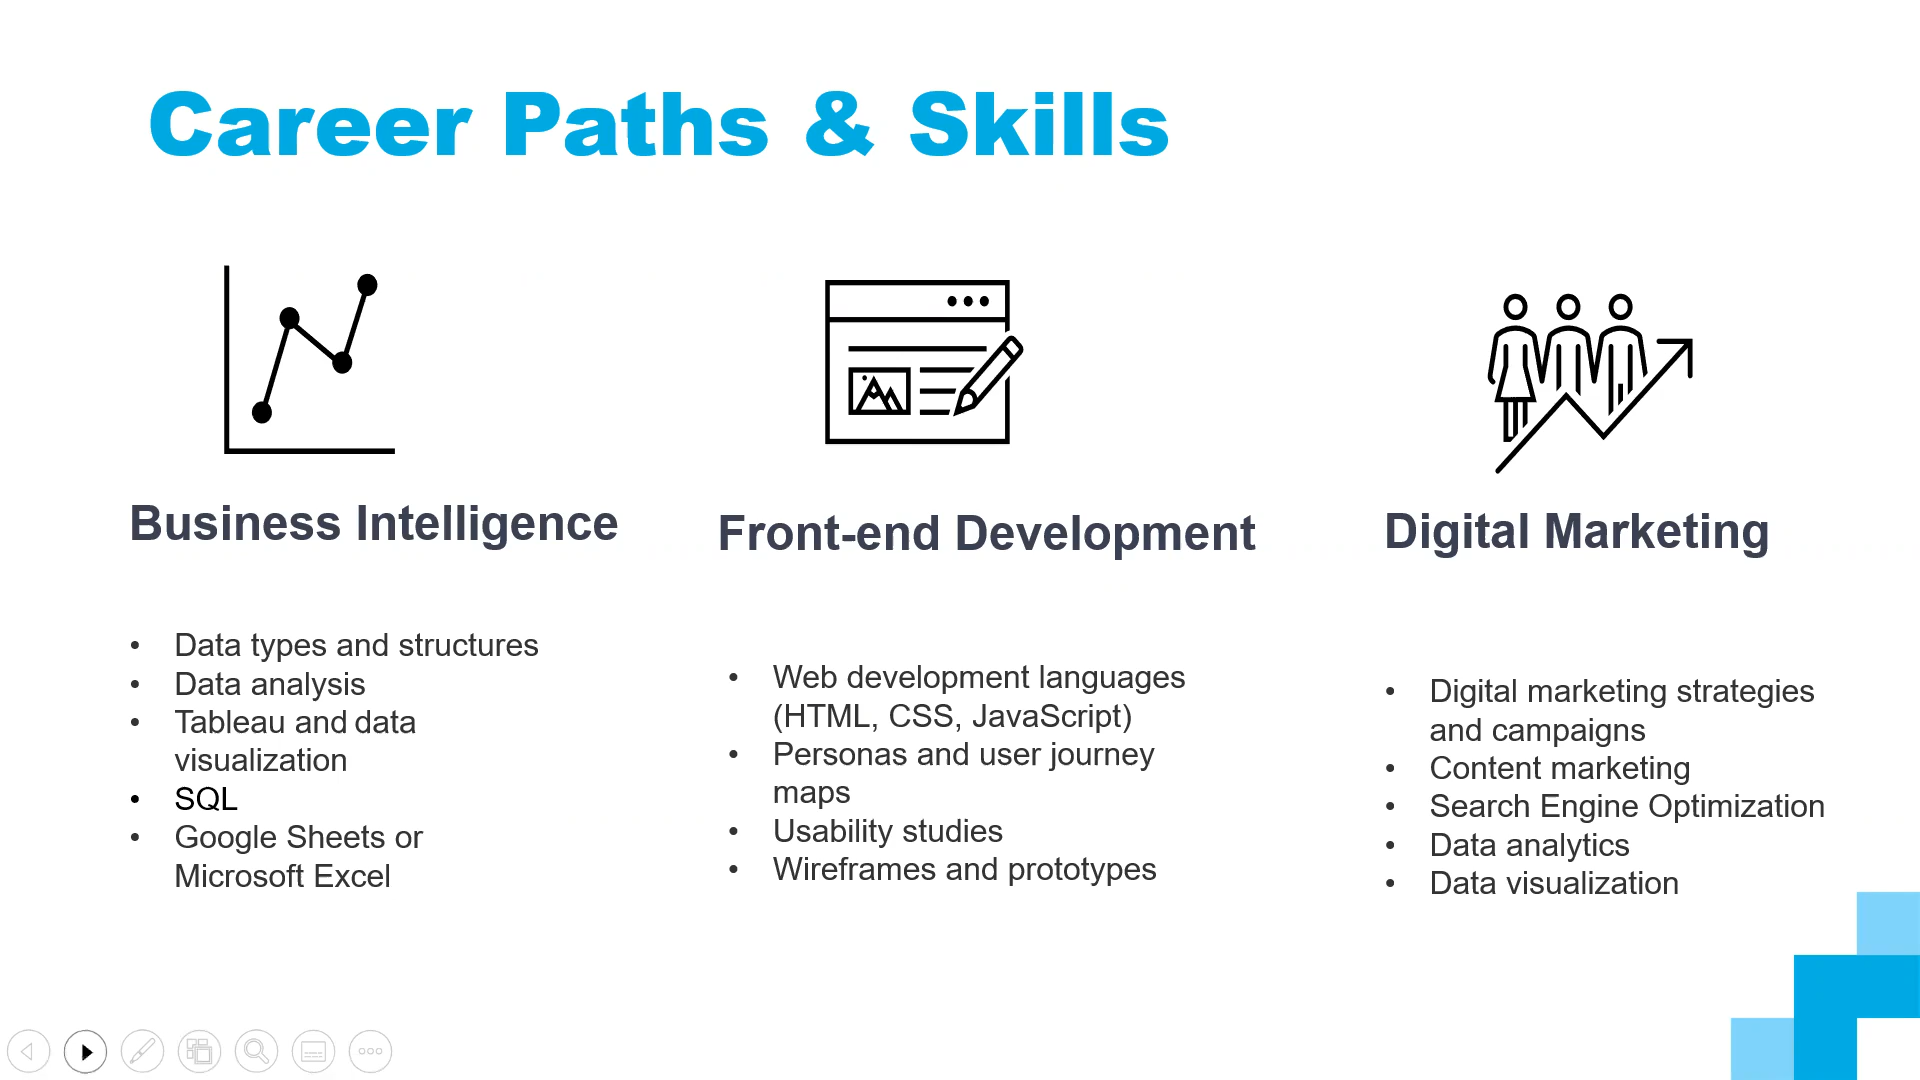 Career Paths & Skills
Business Intelligence
• Data types and structures
• Data analysis
• Tableau and data
visualization
• SQL
• Google Sheets or
Microsoft Excel
Front-end Development
• Web development languages
(HTML, CSS, JavaScript)
• Personas and user journey
maps
• Usability studies
• Wireframes and prototypes
Digital Marketing
• Digital marketing strategies
and campaigns
• Content marketing
• Search Engine Optimization
• Data analytics
• Data visualization